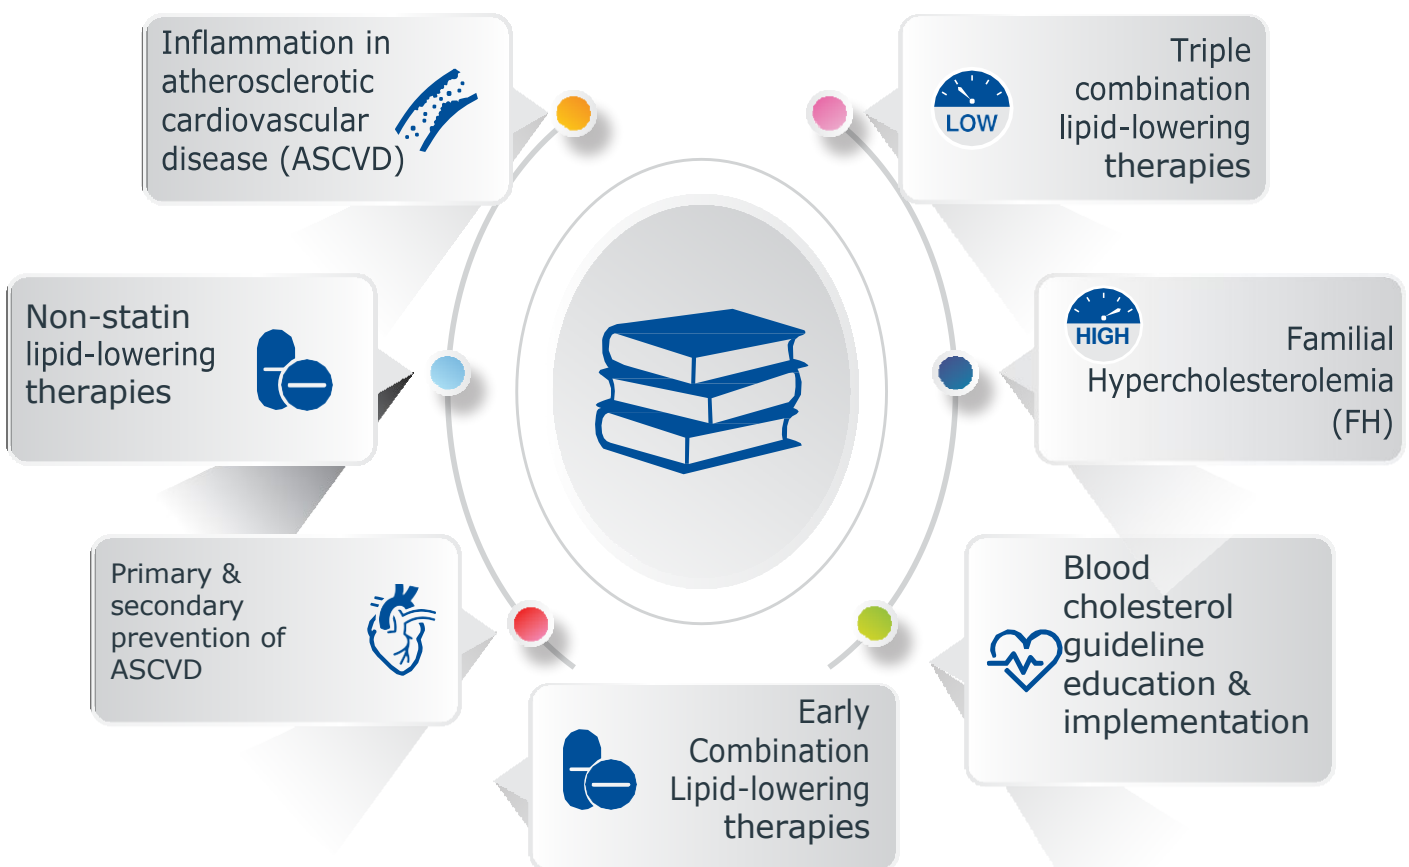 Inflammation in
atherosclerotic
cardiovascular
disease (ASCVD)
Triple
combination
lipid-lowering
therapies
LOW
Non-statin
lipid-lowering
therapies
HIGH
Familial
Hypercholesterolemia
(FH)
Primary &
secondary
prevention of
ASCVD
Blood
cholesterol
guideline
education &
implementation
Early
Combination
Lipid-lowering
therapies